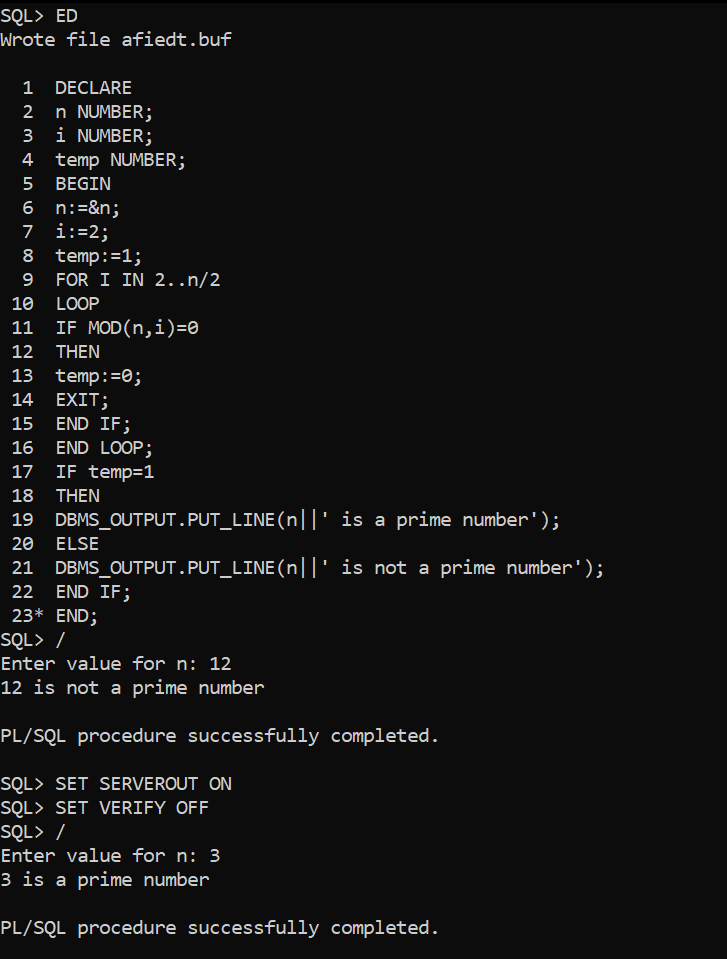 SQL> ED
Wrote file afiedt.buf
1 DECLARE
2 n NUMBER;
3 i NUMBER;
4 temp NUMBER;
5 BEGIN
6 n:=&n;
7 i:=2;
8 temp:=1;
9 FOR I IN 2..n/2
10 LOOP
11 IF MOD(n,i)=0
12 THEN
13 temp:=0;
14 EXIT;
15 END IF;
16 END LOOP;
17 IF temp=1
18 THEN
19 DBMS_OUTPUT.PUT_LINE(n||' is a prime number');
20 ELSE
21 DBMS_OUTPUT.PUT_LINE(n||' is not a prime number');
22 END IF;
23* END;
SQL> /
Enter value for n: 12
12 is not a prime number
PL/SQL procedure successfully completed.
SQL> SET SERVEROUT ON
SQL> SET VERIFY OFF
SQL> /
Enter value for n: 3
3 is a prime number
PL/SQL procedure successfully completed.